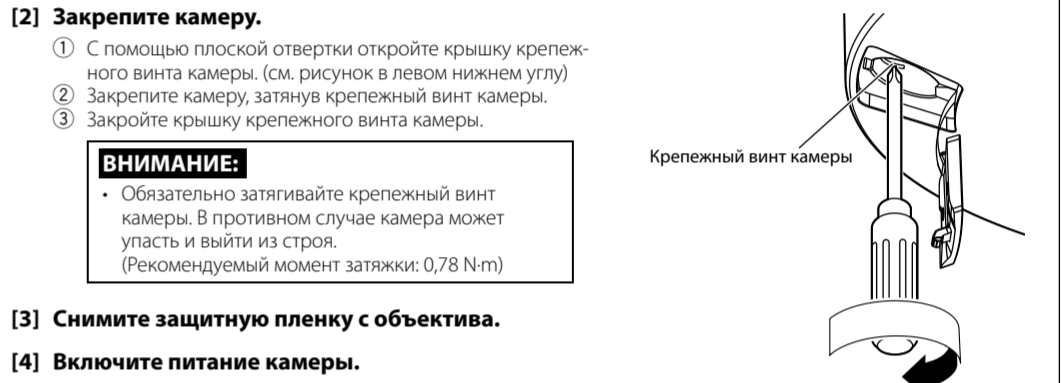 [2] Закрепите камеру.
① С помощью плоской отвертки откройте крышку крепеж-
ного винта камеры. (см. рисунок в левом нижнем углу)
② Закрепите камеру, затянув крепежный винт камеры.
③ Закройте крышку крепежного винта камеры.
ВНИМАНИЕ:
• Обязательно затягивайте крепежный винт
камеры. В противном случае камера может
упасть и выйти из строя.
(Рекомендуемый момент затяжки: 0,78 N·m)
[3] Снимите защитную пленку с объектива.
[4] Включите питание камеры.
Крепежный винт камеры